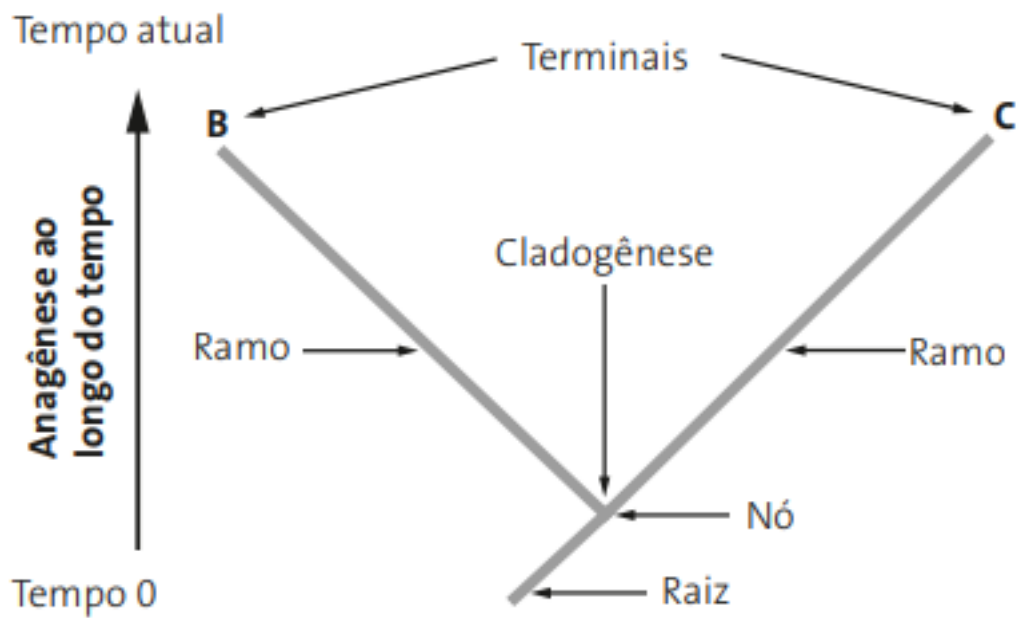 Tempo atual
Terminais
B
C
Anagênese ao
longo do tempo
Cladogênese
Ramo
Ramo
Nó
Tempo 0
Raiz